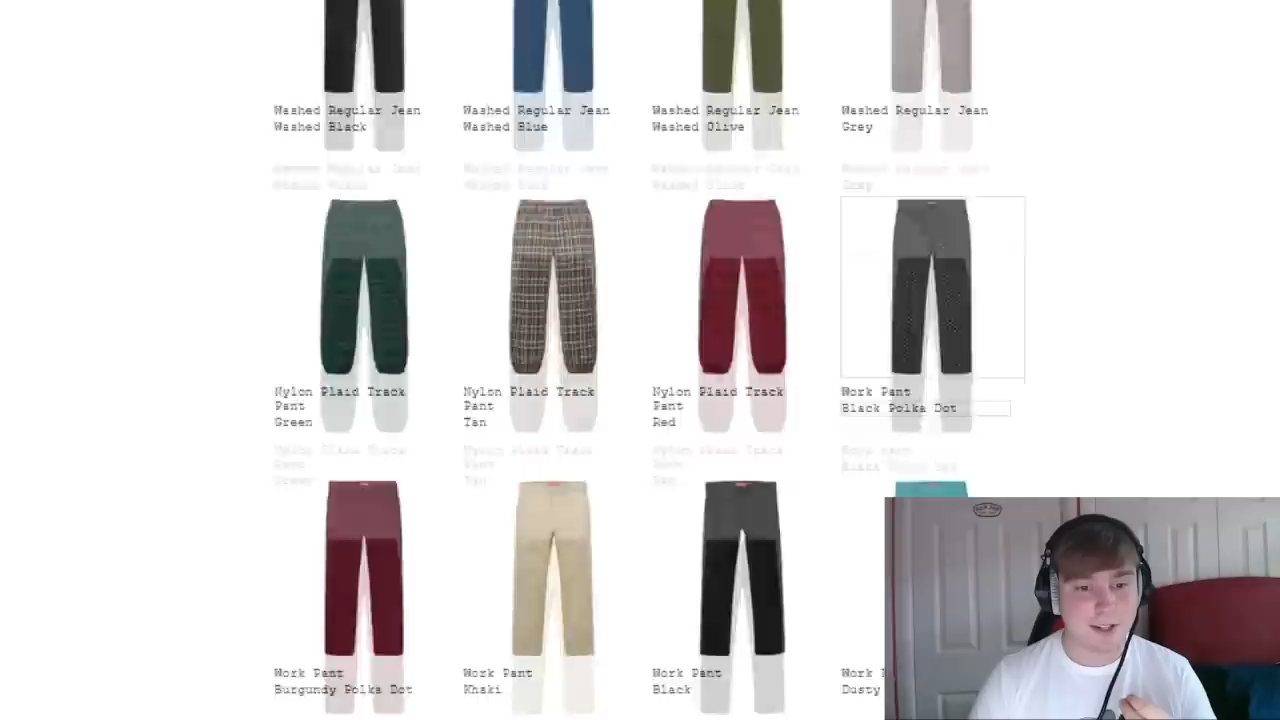 Washed Regular Jean
Washed Black
Washed Regular Jean
Washed Blue
Washed Regular Jean
Washed Olive
Washed Regular Jean
Grey
Nylon Plaid Track
Pant
Green
Nylon Plaid Track
Pant
Tan
Nylon Plaid Track
Pant
Red
Work Pant
Black Polka Dot
Work Pant
Burgundy Polka Dot
Work Pant
Khaki
Work Pant
Black
Work
Dusty